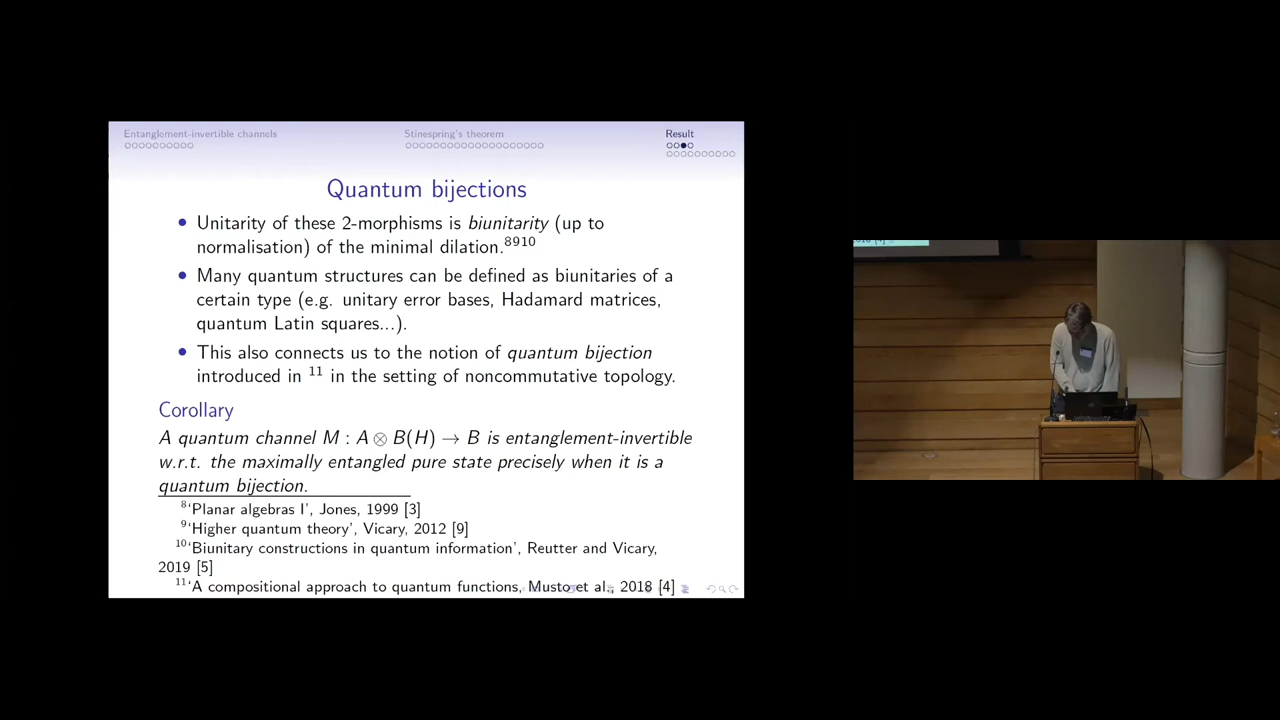 Entanglement-invertible channels
Stinespring's theorem
Result
Quantum bijections
• Unitarity of these 2-morphisms is biunitarity (up to
normalisation) of the minimal dilation.⁸⁹¹⁰
• Many quantum structures can be defined as biunitaries of a
certain type (e.g. unitary error bases, Hadamard matrices,
quantum Latin squares...).
• This also connects us to the notion of quantum bijection
introduced in ¹¹ in the setting of noncommutative topology.
Corollary
A quantum channel M : A ⊗ B(H) → B is entanglement-invertible
w.r.t. the maximally entangled pure state precisely when it is a
quantum bijection.
⁸‘Planar algebras I’, Jones, 1999 [3]
⁹‘Higher quantum theory’, Vicary, 2012 [9]
¹⁰‘Biunitary constructions in quantum information’, Reutter and Vicary,
2019 [5]
¹¹‘A compositional approach to quantum functions, Musto et al., 2018 [4]